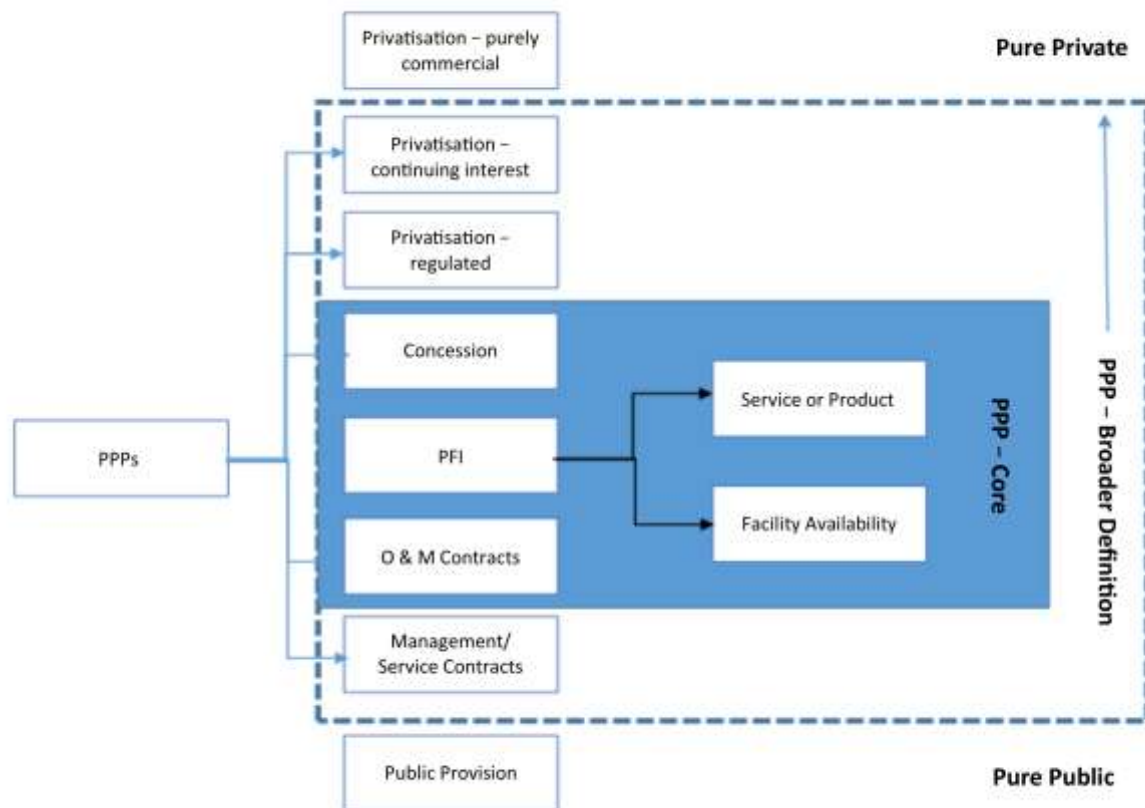 Privatisation – purely
commercial
Pure Private
Privatisation –
continuing interest
Privatisation –
regulated
Concession
Service or Product
PPPs
PFI
PPP – Core
PPP – Broader Definition
Facility Availability
O & M Contracts
Management/
Service Contracts
Public Provision
Pure Public